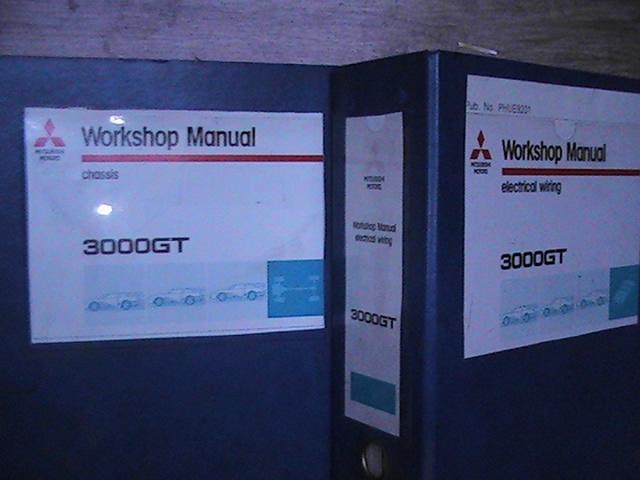 MITSUBISHI
MOTORS
Workshop Manual
chassis
3000GT
MITSUBISHI
MOTORS
Workshop Manual
electrical wiring
3000GT
Pub. No. PHUE9201
MITSUBISHI
MOTORS
Workshop Manual
electrical wiring
3000GT